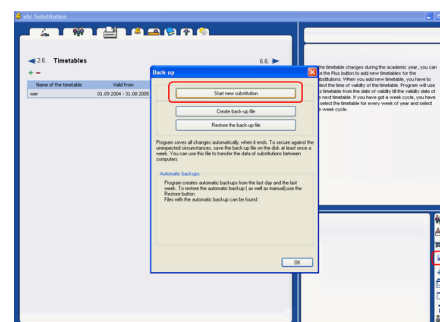 aSc Substitution
2.6. Timetables
6.6.
Name of the timetable Valid from
01.09.2004 - 31.08.2005
Back-up
Start new substitution
Create back-up file
Restore the back-up file
Program saves all changes automatically, when it ends. To secure against the
unexpected circumstances, save the back-up file on the disk at least once a
week. You can use this file to transfer the data of substitutions between
computers.
Automatic backups
Program creates automatic backups from the last day and the last
week. To restore the automatic backup ( as well as manual)use the
Restore button.
Files with the automatic back-up can be found :
OK
the timetable changes during the academic year, you can
the Plus button to add new timetables for the
substitutions. When you add new timetable, you have to
the time of validity of the timetable. Program will use
timetable from the date of validity till the validity date of
next timetable. If you have got a week cycle, you have
select the timetable for every week of year and select
week cycle.